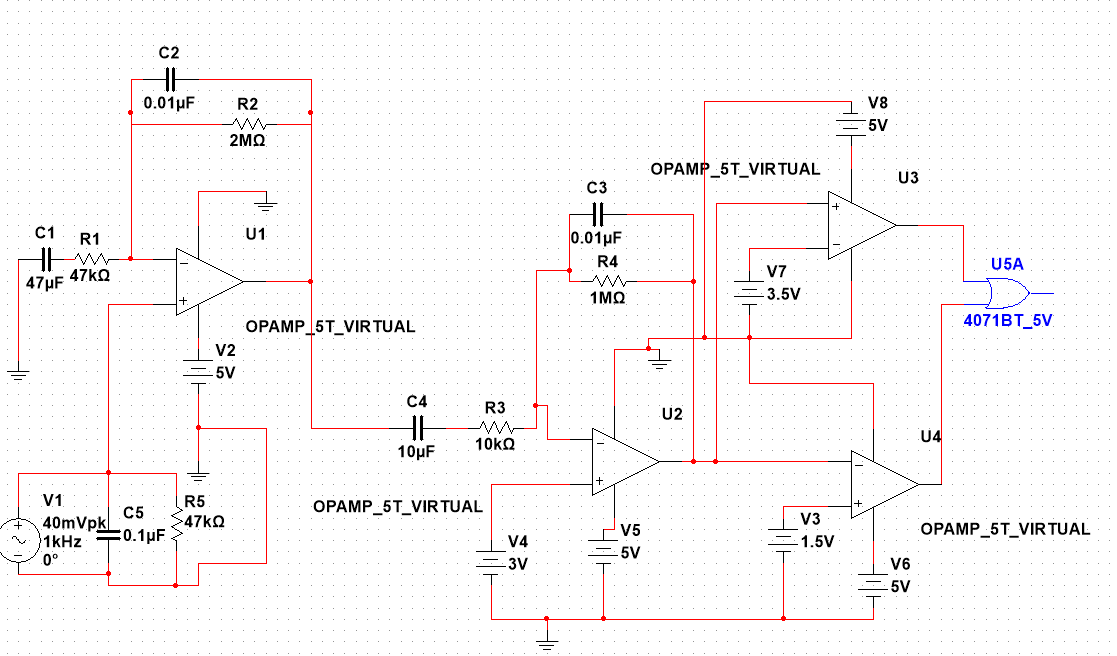 C2
0.01µF
R2
2MΩ
V8
5V
OPAMP_5T_VIRTUAL
U3
+
−
C3
0.01µF
R4
1MΩ
C1
47µF
R1
47kΩ
U1
−
+
OPAMP_5T_VIRTUAL
V7
3.5V
U5A
4071BT_5V
V2
5V
C4
10µF
R3
10kΩ
U2
−
+
U4
−
+
OPAMP_5T_VIRTUAL
V1
40mVpk
1kHz
0°
+
−
C5
0.1µF
R5
47kΩ
OPAMP_5T_VIRTUAL
V4
3V
V5
5V
V3
1.5V
V6
5V